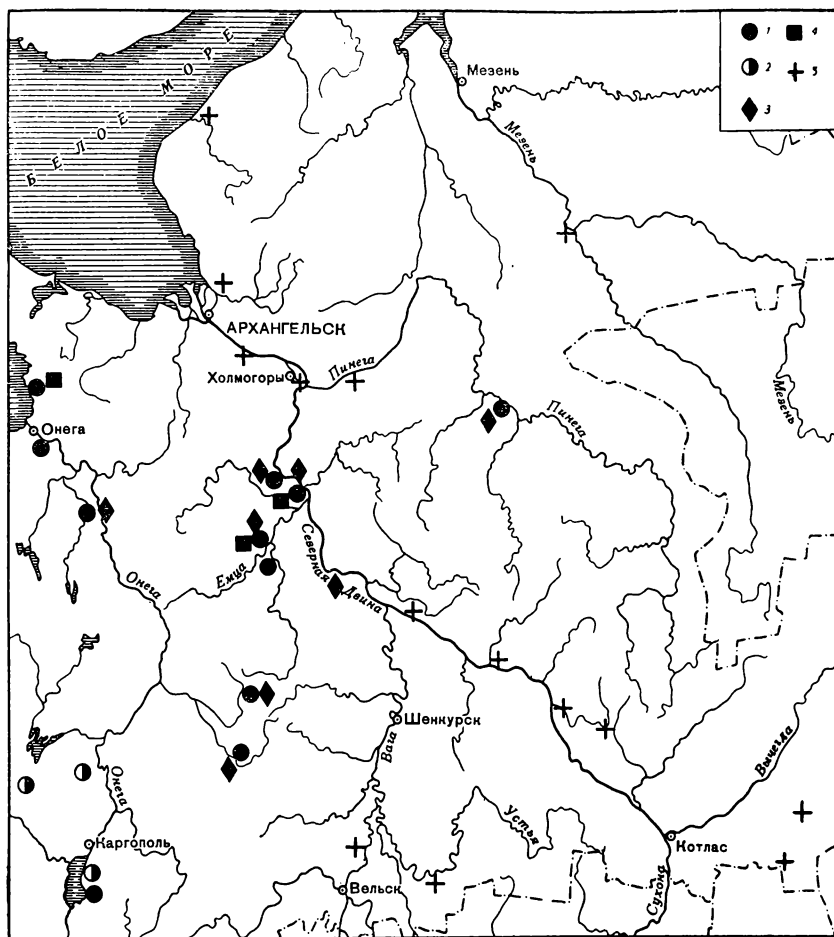 1 4
2 5
3
БЕЛОЕ МОРЕ
Мезень
Мезень
АРХАНГЕЛЬСК
Холмогоры
Пинега
Пинега
Мезень
Онега
Онега
Емца
Северная Двина
Шенкурск
Вага
Онега
Вычегда
Устья
Каргополь
Котлас
Вельск
Сухона